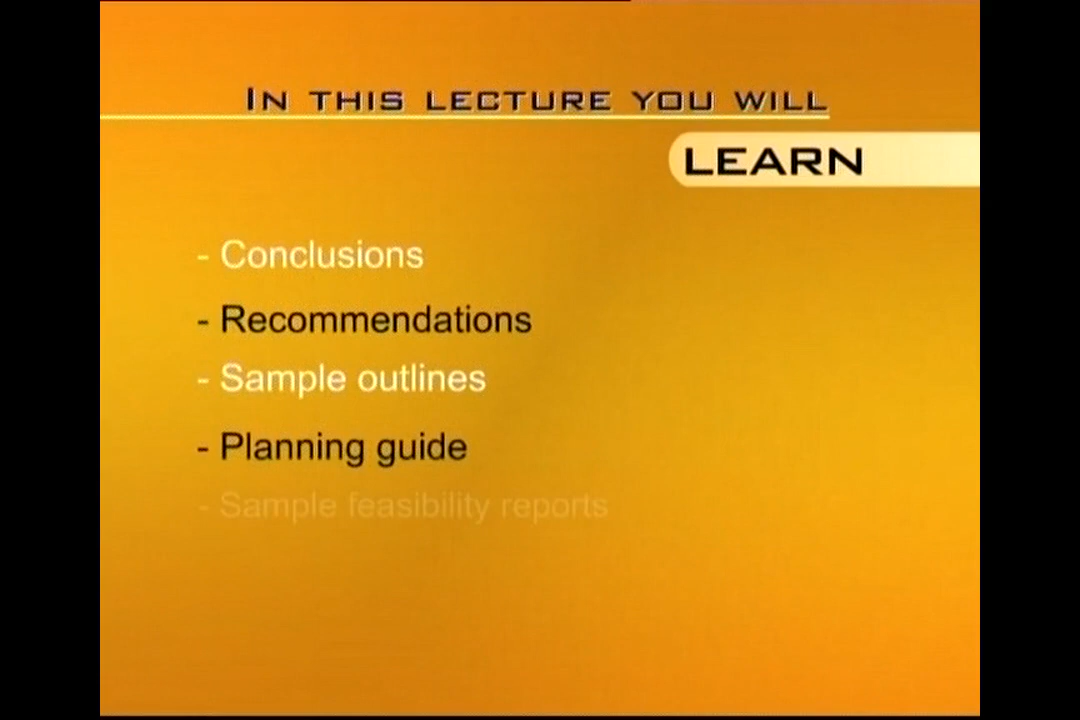 In this lecture you will
LEARN
- Conclusions
- Recommendations
- Sample outlines
- Planning guide
- Sample feasibility reports